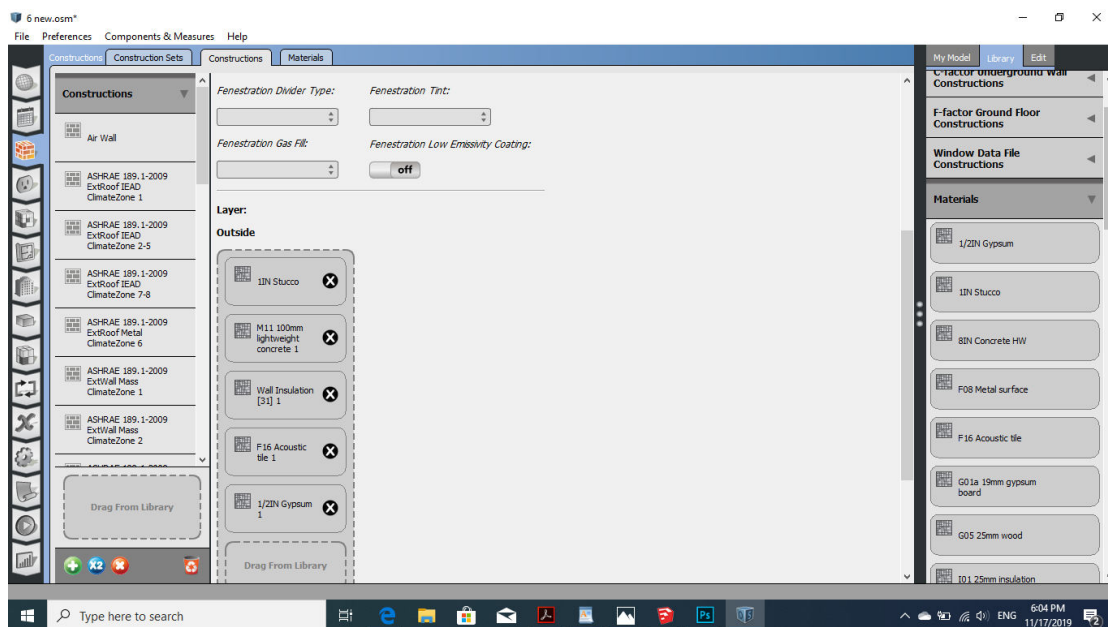 6 new.osm*
File Preferences Components & Measures Help
Constructions
Construction Sets
Constructions
Materials
My Model
Library
Edit
Constructions
Air Wall
ASHRAE 189.1-2009
ExtRoof IEAD
ClimateZone 1
ASHRAE 189.1-2009
ExtRoof IEAD
ClimateZone 2-5
ASHRAE 189.1-2009
ExtRoof IEAD
ClimateZone 7-8
ASHRAE 189.1-2009
ExtRoof Metal
ClimateZone 6
ASHRAE 189.1-2009
ExtWall Mass
ClimateZone 1
ASHRAE 189.1-2009
ExtWall Mass
ClimateZone 2
Drag From Library
X2
Fenestration Divider Type:
Fenestration Tint:
Fenestration Gas Fill:
Fenestration Low Emissivity Coating:
off
Layer:
Outside
1IN Stucco
M11 100mm
lightweight
concrete 1
Wall Insulation
[31] 1
F16 Acoustic
tile 1
1/2IN Gypsum
1
Drag From Library
C-factor Underground Wall
Constructions
F-factor Ground Floor
Constructions
Window Data File
Constructions
Materials
1/2IN Gypsum
1IN Stucco
8IN Concrete HW
F08 Metal surface
F16 Acoustic tile
G01a 19mm gypsum
board
G05 25mm wood
I01 25mm insulation
Type here to search
Ps
ENG
6:04 PM
11/17/2019
2